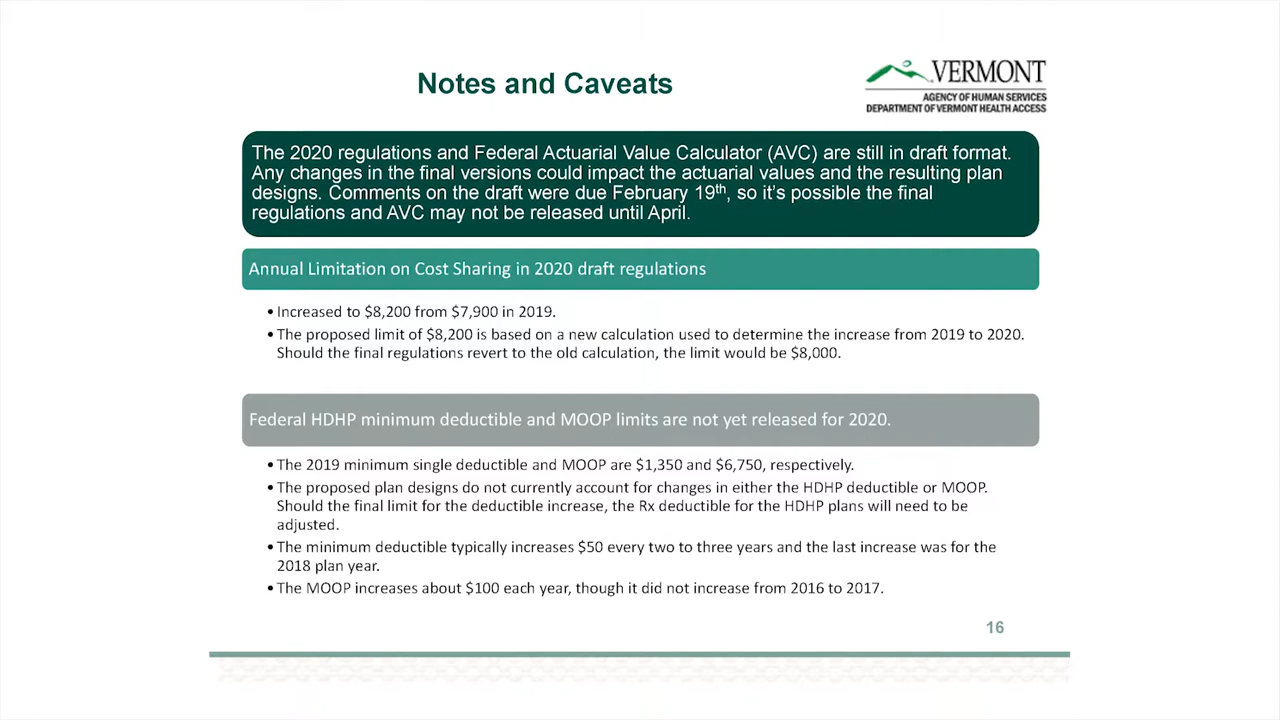 Notes and Caveats
VERMONT
AGENCY OF HUMAN SERVICES
DEPARTMENT OF VERMONT HEALTH ACCESS
The 2020 regulations and Federal Actuarial Value Calculator (AVC) are still in draft format.
Any changes in the final versions could impact the actuarial values and the resulting plan
designs. Comments on the draft were due February 19th, so it's possible the final
regulations and AVC may not be released until April.
Annual Limitation on Cost Sharing in 2020 draft regulations
• Increased to $8,200 from $7,900 in 2019.
• The proposed limit of $8,200 is based on a new calculation used to determine the increase from 2019 to 2020.
Should the final regulations revert to the old calculation, the limit would be $8,000.
Federal HDHP minimum deductible and MOOP limits are not yet released for 2020.
• The 2019 minimum single deductible and MOOP are $1,350 and $6,750, respectively.
• The proposed plan designs do not currently account for changes in either the HDHP deductible or MOOP.
Should the final limit for the deductible increase, the Rx deductible for the HDHP plans will need to be
adjusted.
• The minimum deductible typically increases $50 every two to three years and the last increase was for the
2018 plan year.
• The MOOP increases about $100 each year, though it did not increase from 2016 to 2017.
16